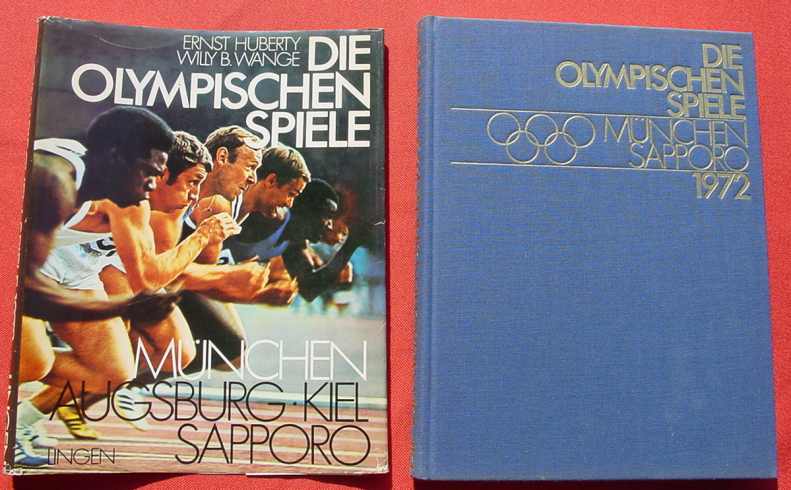 ERNST HUBERTY
WILLY B. WANGE
DIE
OLYMPISCHEN
SPIELE
MÜNCHEN
AUGSBURG · KIEL
SAPPORO
LINGEN
DIE
OLYMPISCHEN
SPIELE
MÜNCHEN
SAPPORO
1972